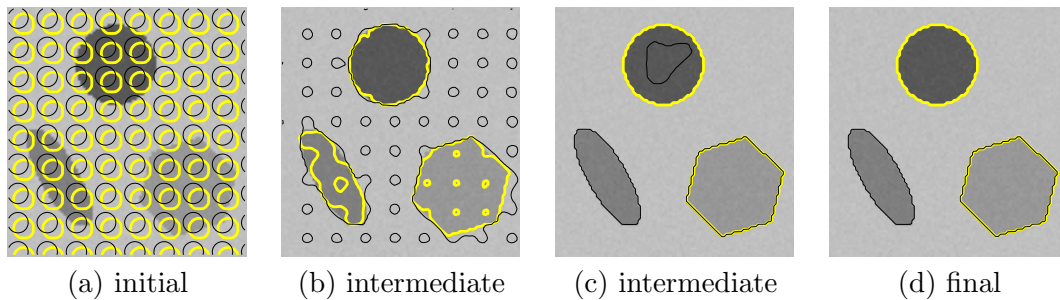 (a) initial
(b) intermediate
(c) intermediate
(d) final